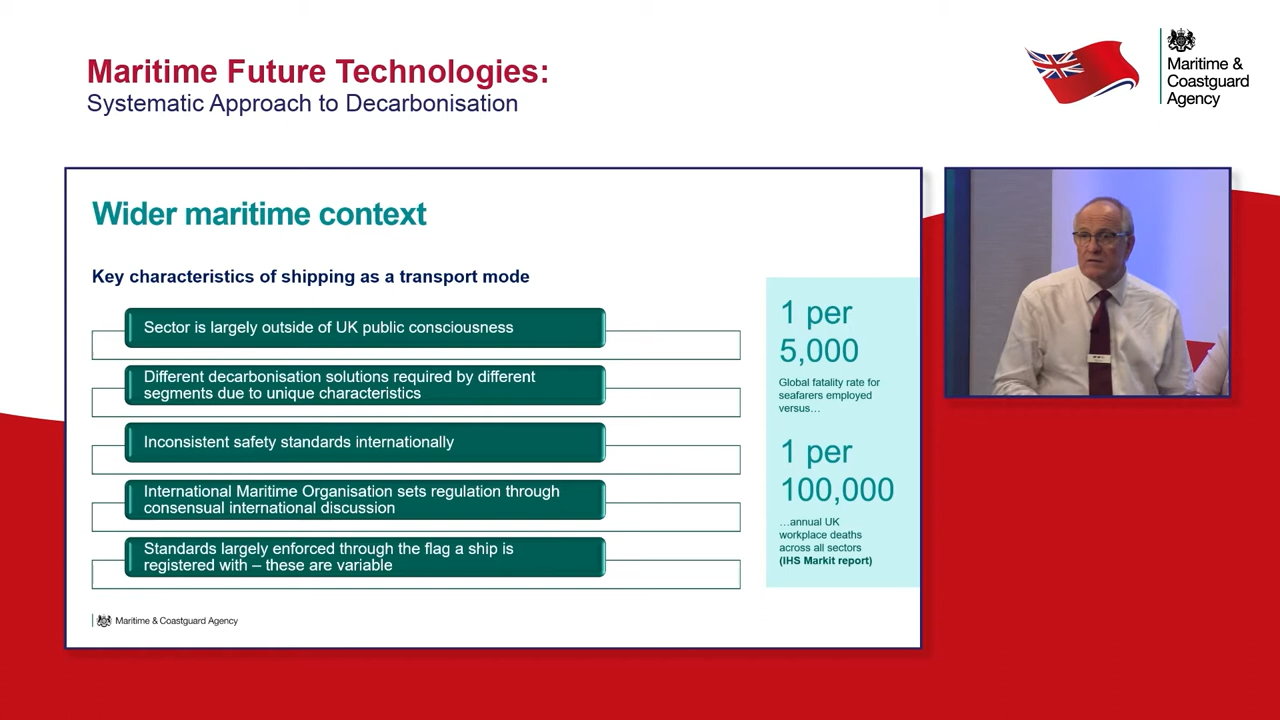 Maritime Future Technologies:
Systematic Approach to Decarbonisation
Maritime &
Coastguard
Agency
Wider maritime context
Key characteristics of shipping as a transport mode
Sector is largely outside of UK public consciousness
Different decarbonisation solutions required by different
segments due to unique characteristics
Inconsistent safety standards internationally
International Maritime Organisation sets regulation through
consensual international discussion
Standards largely enforced through the flag a ship is
registered with – these are variable
1 per
5,000
Global fatality rate for
seafarers employed
versus…
1 per
100,000
…annual UK
workplace deaths
across all sectors
(IHS Markit report)
Maritime & Coastguard Agency